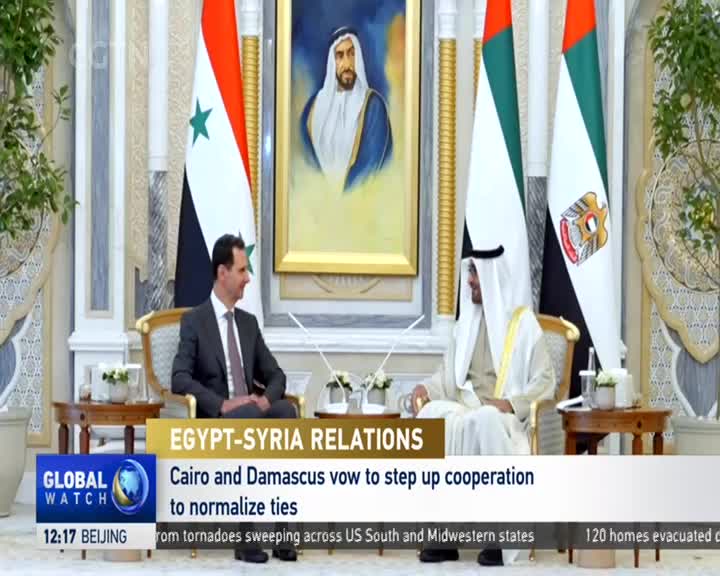 CGTN
EGYPT-SYRIA RELATIONS
Cairo and Damascus vow to step up cooperation
to normalize ties
GLOBAL
WATCH
12:17 BEIJING
rom tornadoes sweeping across US South and Midwestern states
120 homes evacuated